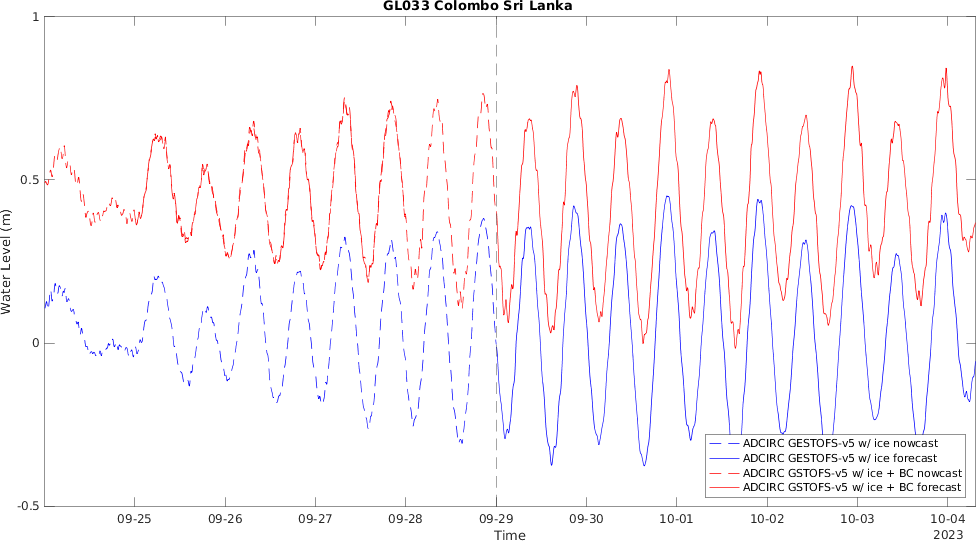 GL033 Colombo Sri Lanka
1
0.5
0
-0.5
Water Level (m)
ADCIRC GESTOFS-v5 w/ ice nowcast
ADCIRC GESTOFS-v5 w/ ice forecast
ADCIRC GSTOFS-v5 w/ ice + BC nowcast
ADCIRC GSTOFS-v5 w/ ice + BC forecast
09-25 09-26 09-27 09-28 09-29 09-30 10-01 10-02 10-03 10-04
2023
Time